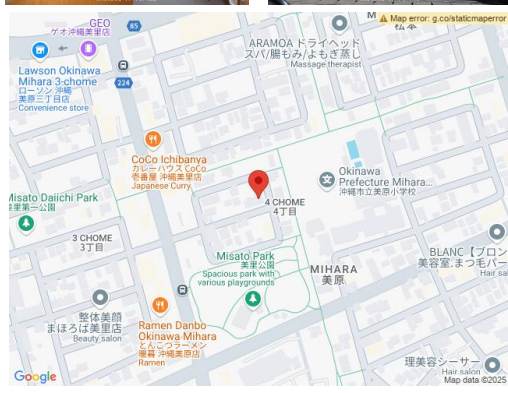 GEO
ゲオ沖縄美里店
85
ARAMOA ドライヘッド
スパ/腸もみ/よもぎ蒸し
Massage therapist
M
松本
Map error: g.co/staticmaperror
Lawson Okinawa
Mihara 3-chome
ローソン 沖縄
美原三丁目店
Convenience store
224
CoCo Ichibanya
カレーハウス CoCo
壱番屋 沖縄美里店
Japanese Curry
Okinawa
Prefecture Mihara...
沖縄市立美原小学校
Misato Daiichi Park
美里第一公園
4 CHOME
4丁目
3 CHOME
3丁目
Misato Park
美里公園
Spacious park with
various playgrounds
MIHARA
美原
BLANC【ブロン
美容室.まつ毛パー
Hair sal
整体美顔
まほろば美里店
Beauty salon
Ramen Danbo
Okinawa Mihara
とんこつラーメン
暖暮 沖縄美原店
Ramen
理美容シーサー
Hair salon
Google
Map data ©2025